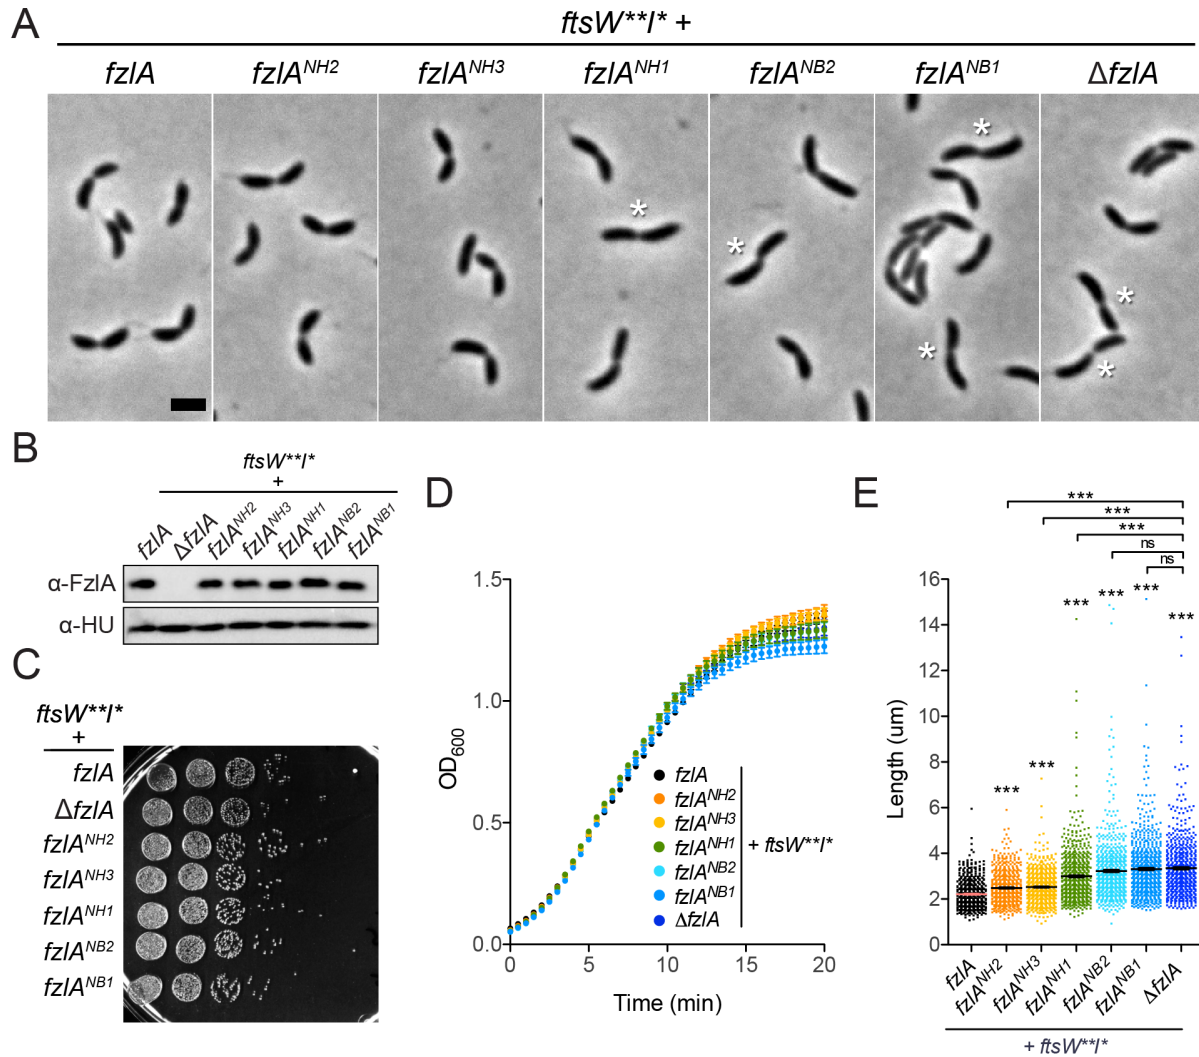 A
ftsW**I* +
fzlA
fzlA^NH2
fzlA^NH3
fzlA^NH1
fzlA^NB2
fzlA^NB1
ΔfzlA
*
*
*
*
*
*
B
ftsW**I*
+
fzlA
ΔfzlA
fzlA^NH2
fzlA^NH3
fzlA^NH1
fzlA^NB2
fzlA^NB1
α-FzlA
α-HU
C
ftsW**I*
+
fzlA
ΔfzlA
fzlA^NH2
fzlA^NH3
fzlA^NH1
fzlA^NB2
fzlA^NB1
D
OD600
1.5
1.0
0.5
0.0
0
5
10
15
20
Time (min)
fzlA
fzlA^NH2
fzlA^NH3
fzlA^NH1
fzlA^NB2
fzlA^NB1
ΔfzlA
+ ftsW**I*
E
***
***
***
ns
ns
Length (um)
16
14
12
10
8
6
4
2
0
***
***
***
***
***
***
fzlA
fzlA^NH2
fzlA^NH3
fzlA^NH1
fzlA^NB2
fzlA^NB1
ΔfzlA
+ ftsW**I*